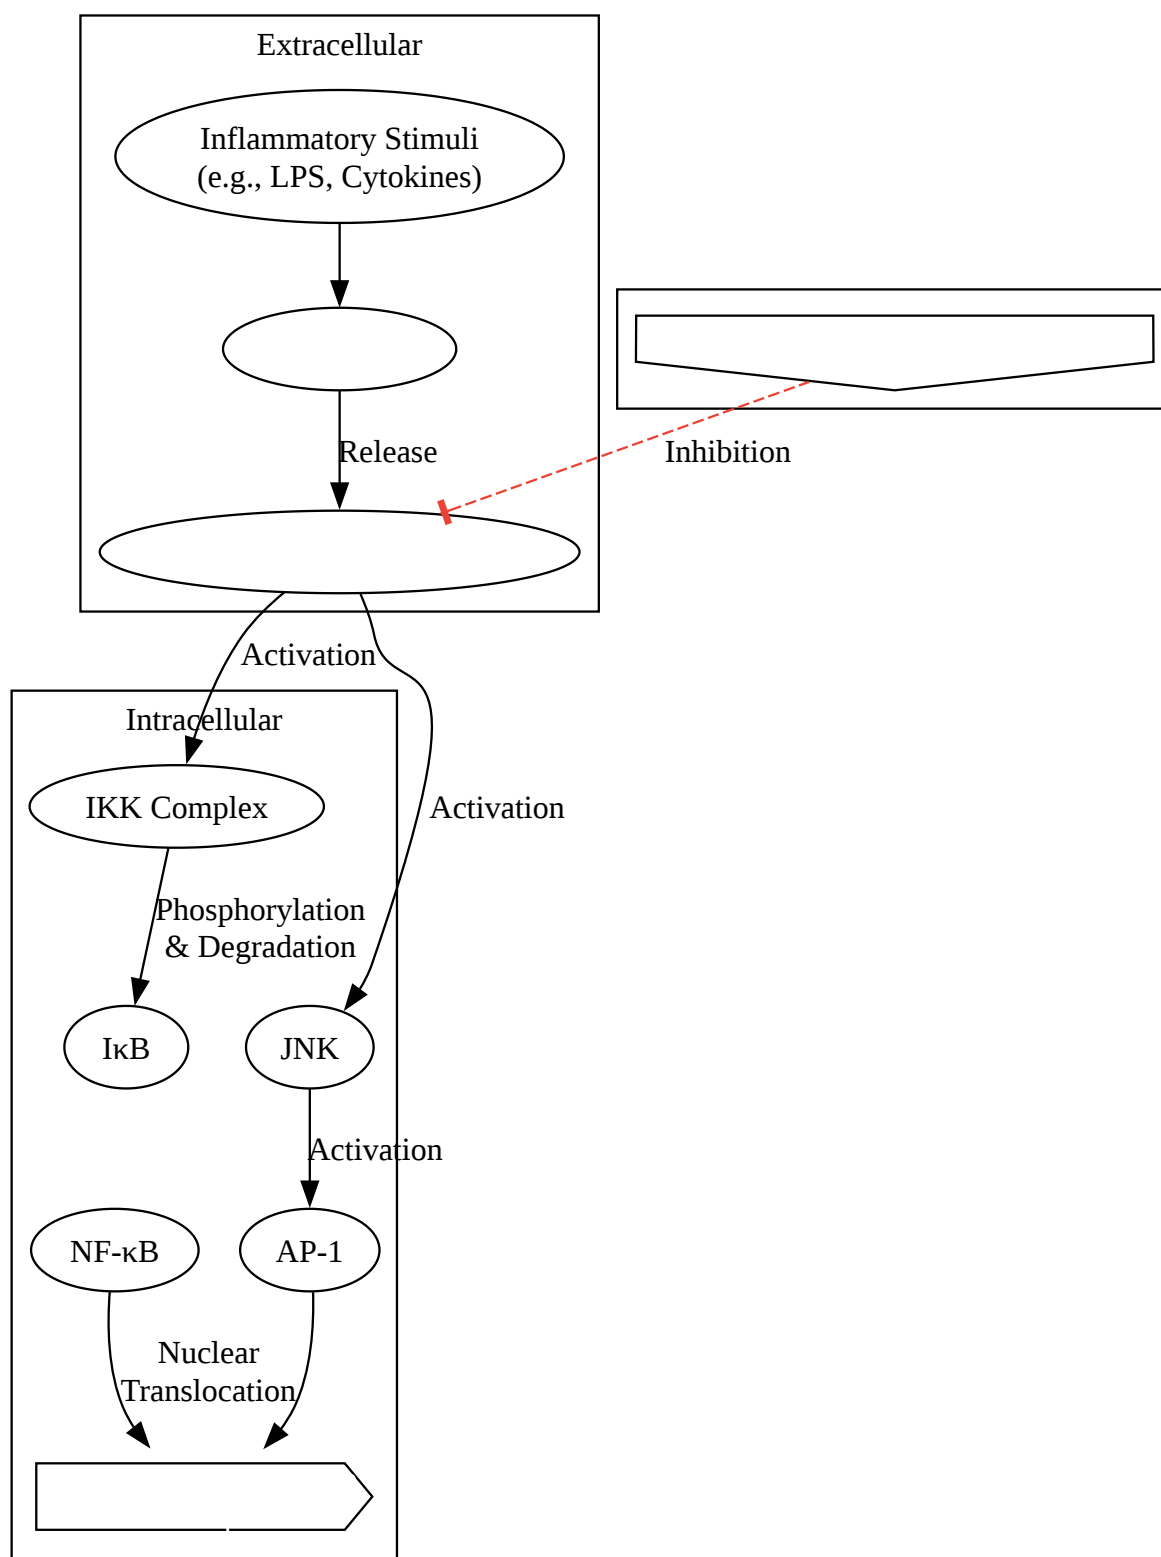 Extracellular
Inflammatory Stimuli
(e.g., LPS, Cytokines)
Release
Inhibition
Activation
Intracellular
IKK Complex
Activation
Phosphorylation
& Degradation
IκB
JNK
Activation
NF-κB
AP-1
Nuclear
Translocation